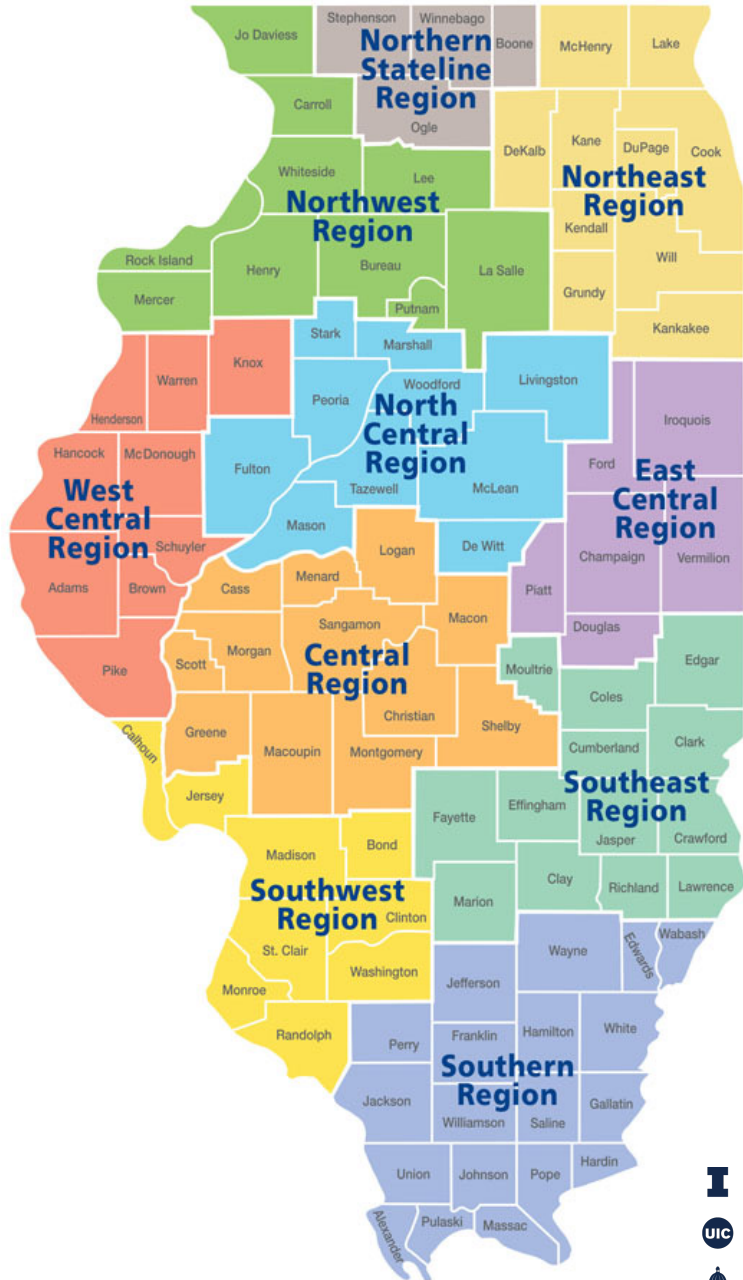 Jo Daviess
Stephenson
Winnebago
Boone
McHenry
Lake
Northern
Stateline
Region
Carroll
Ogle
DeKalb
Kane
DuPage
Cook
Whiteside
Lee
Northeast
Region
Northwest
Region
Kendall
Rock Island
Henry
Bureau
La Salle
Will
Mercer
Putnam
Grundy
Kankakee
Stark
Marshall
Knox
Warren
Henderson
Peoria
Woodford
Livingston
Iroquois
North
Central
Region
Hancock
McDonough
Fulton
Tazewell
McLean
Ford
East
Central
Region
West
Central
Region
Mason
Schuyler
Logan
De Witt
Champaign
Vermilion
Adams
Brown
Cass
Menard
Piatt
Sangamon
Macon
Douglas
Pike
Scott
Morgan
Central
Region
Moultrie
Edgar
Coles
Christian
Shelby
Greene
Macoupin
Montgomery
Calhoun
Cumberland
Clark
Jersey
Southeast
Region
Fayette
Effingham
Jasper
Crawford
Madison
Bond
Clay
Richland
Lawrence
Southwest
Region
Clinton
Marion
St. Clair
Wayne
Edwards
Wabash
Washington
Jefferson
Monroe
Randolph
Perry
Franklin
Hamilton
White
Southern
Region
Jackson
Williamson
Saline
Gallatin
Union
Johnson
Pope
Hardin
Alexander
Pulaski
Massac
I
UIC